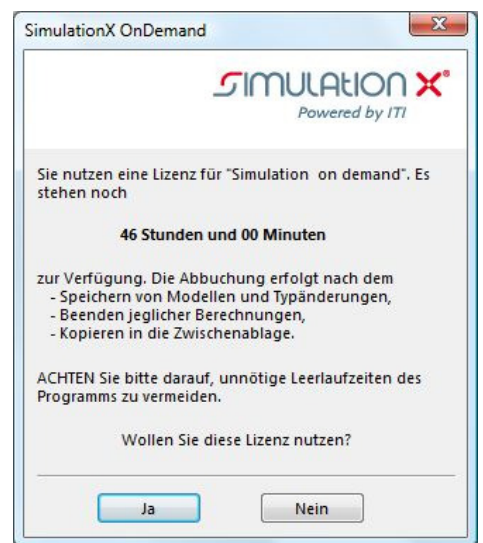 SimulationX OnDemand
SIMULATION X®
Powered by ITI
Sie nutzen eine Lizenz für "Simulation on demand". Es
stehen noch
46 Stunden und 00 Minuten
zur Verfügung. Die Abbuchung erfolgt nach dem
- Speichern von Modellen und Typänderungen,
- Beenden jeglicher Berechnungen,
- Kopieren in die Zwischenablage.
ACHTEN Sie bitte darauf, unnötige Leerlaufzeiten des
Programms zu vermeiden.
Wollen Sie diese Lizenz nutzen?
Ja Nein